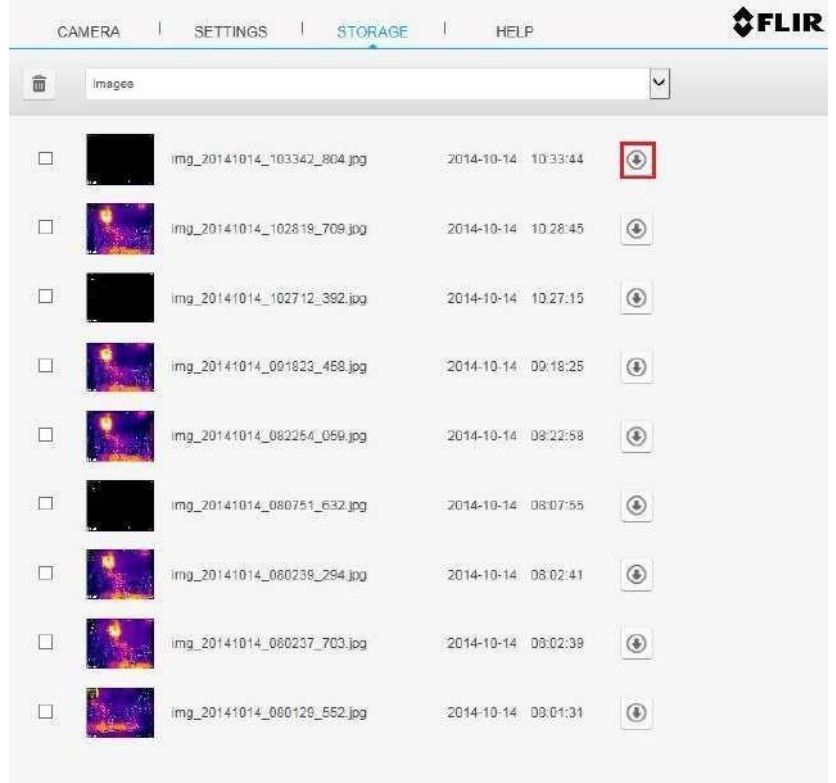 CAMERA | SETTINGS | STORAGE | HELP FLIR
Images
img_20141014_103342_804.jpg 2014-10-14 10:33:44
img_20141014_102819_709.jpg 2014-10-14 10:28:45
img_20141014_102712_392.jpg 2014-10-14 10:27:15
img_20141014_091823_458.jpg 2014-10-14 09:18:25
img_20141014_082254_059.jpg 2014-10-14 08:22:58
img_20141014_080751_632.jpg 2014-10-14 08:07:55
img_20141014_080239_294.jpg 2014-10-14 08:02:41
img_20141014_080237_703.jpg 2014-10-14 08:02:39
img_20141014_080129_552.jpg 2014-10-14 08:01:31